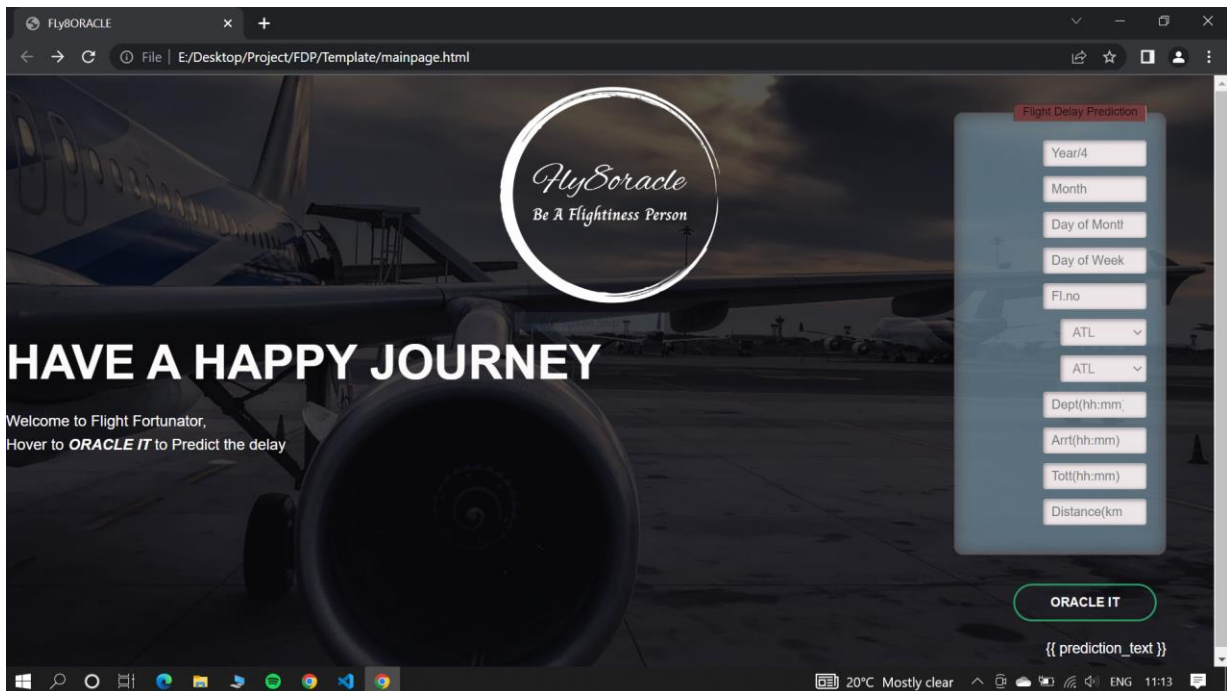 FLy8ORACLE
File | E:/Desktop/Project/FDP/Template/mainpage.html
Fly8oracle
Be A Flightiness Person
HAVE A HAPPY JOURNEY
Welcome to Flight Fortunator,
Hover to ORACLE IT to Predict the delay
Flight Delay Prediction
Year/4
Month
Day of Montl
Day of Week
Fl.no
ATL
ATL
Dept(hh:mm)
Arrt(hh:mm)
Tott(hh:mm)
Distance(km
ORACLE IT
{{ prediction_text }}
20°C Mostly clear
ENG
11:13